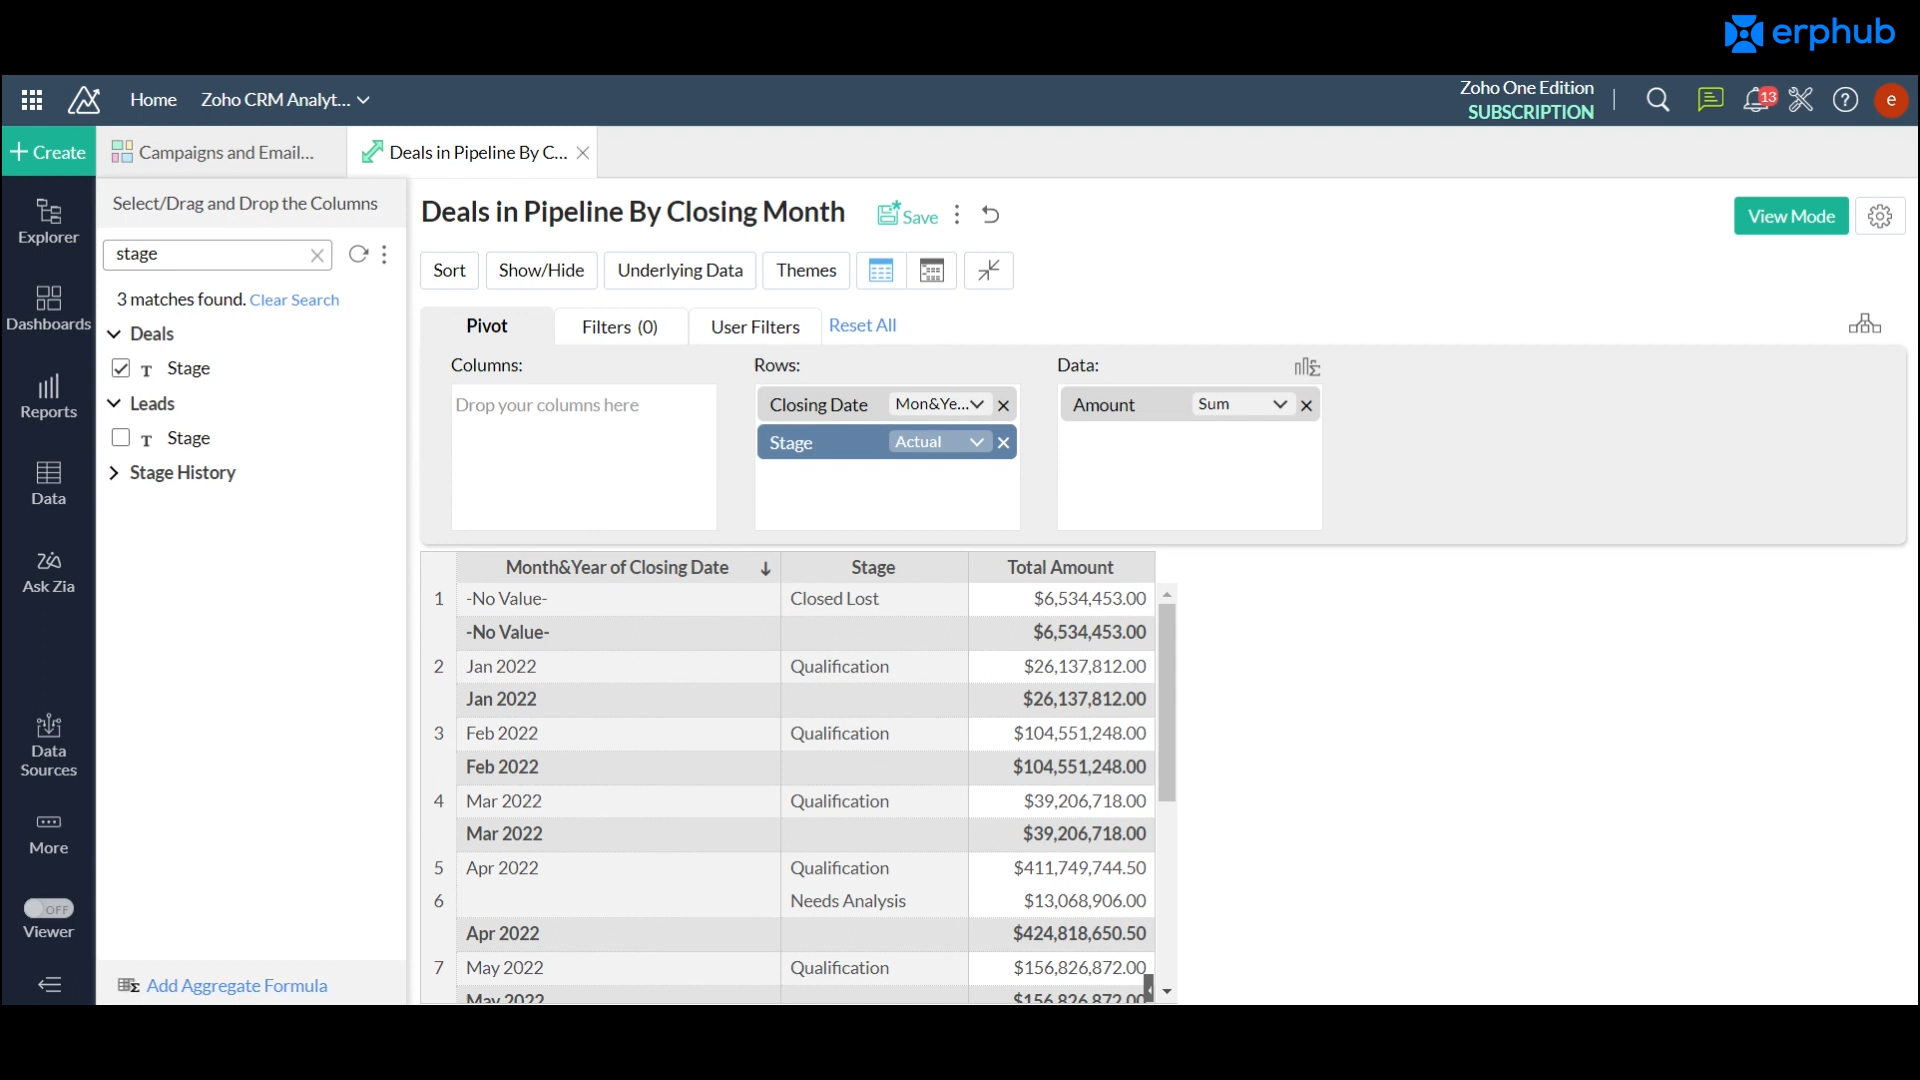 erphub
Home Zoho CRM Analyt... Zoho One Edition
SUBSCRIPTION 13 e
+ Create Campaigns and Email... Deals in Pipeline By C...
Explorer
Dashboards
Reports
Data
Ask Zia
Data
Sources
More
OFF
Viewer
Select/Drag and Drop the Columns
stage
3 matches found. Clear Search
Deals
T Stage
Leads
T Stage
Stage History
Add Aggregate Formula
Deals in Pipeline By Closing Month Save View Mode
Sort Show/Hide Underlying Data Themes
Pivot Filters (0) User Filters Reset All
Columns: Rows: Data:
Drop your columns here Closing Date Mon&Ye... Amount Sum
Stage Actual
Month&Year of Closing Date Stage Total Amount
1 -No Value- Closed Lost $6,534,453.00
-No Value- $6,534,453.00
2 Jan 2022 Qualification $26,137,812.00
Jan 2022 $26,137,812.00
3 Feb 2022 Qualification $104,551,248.00
Feb 2022 $104,551,248.00
4 Mar 2022 Qualification $39,206,718.00
Mar 2022 $39,206,718.00
5 Apr 2022 Qualification $411,749,744.50
6 Needs Analysis $13,068,906.00
Apr 2022 $424,818,650.50
7 May 2022 Qualification $156,826,872.00
May 2022 $156,826,872.00